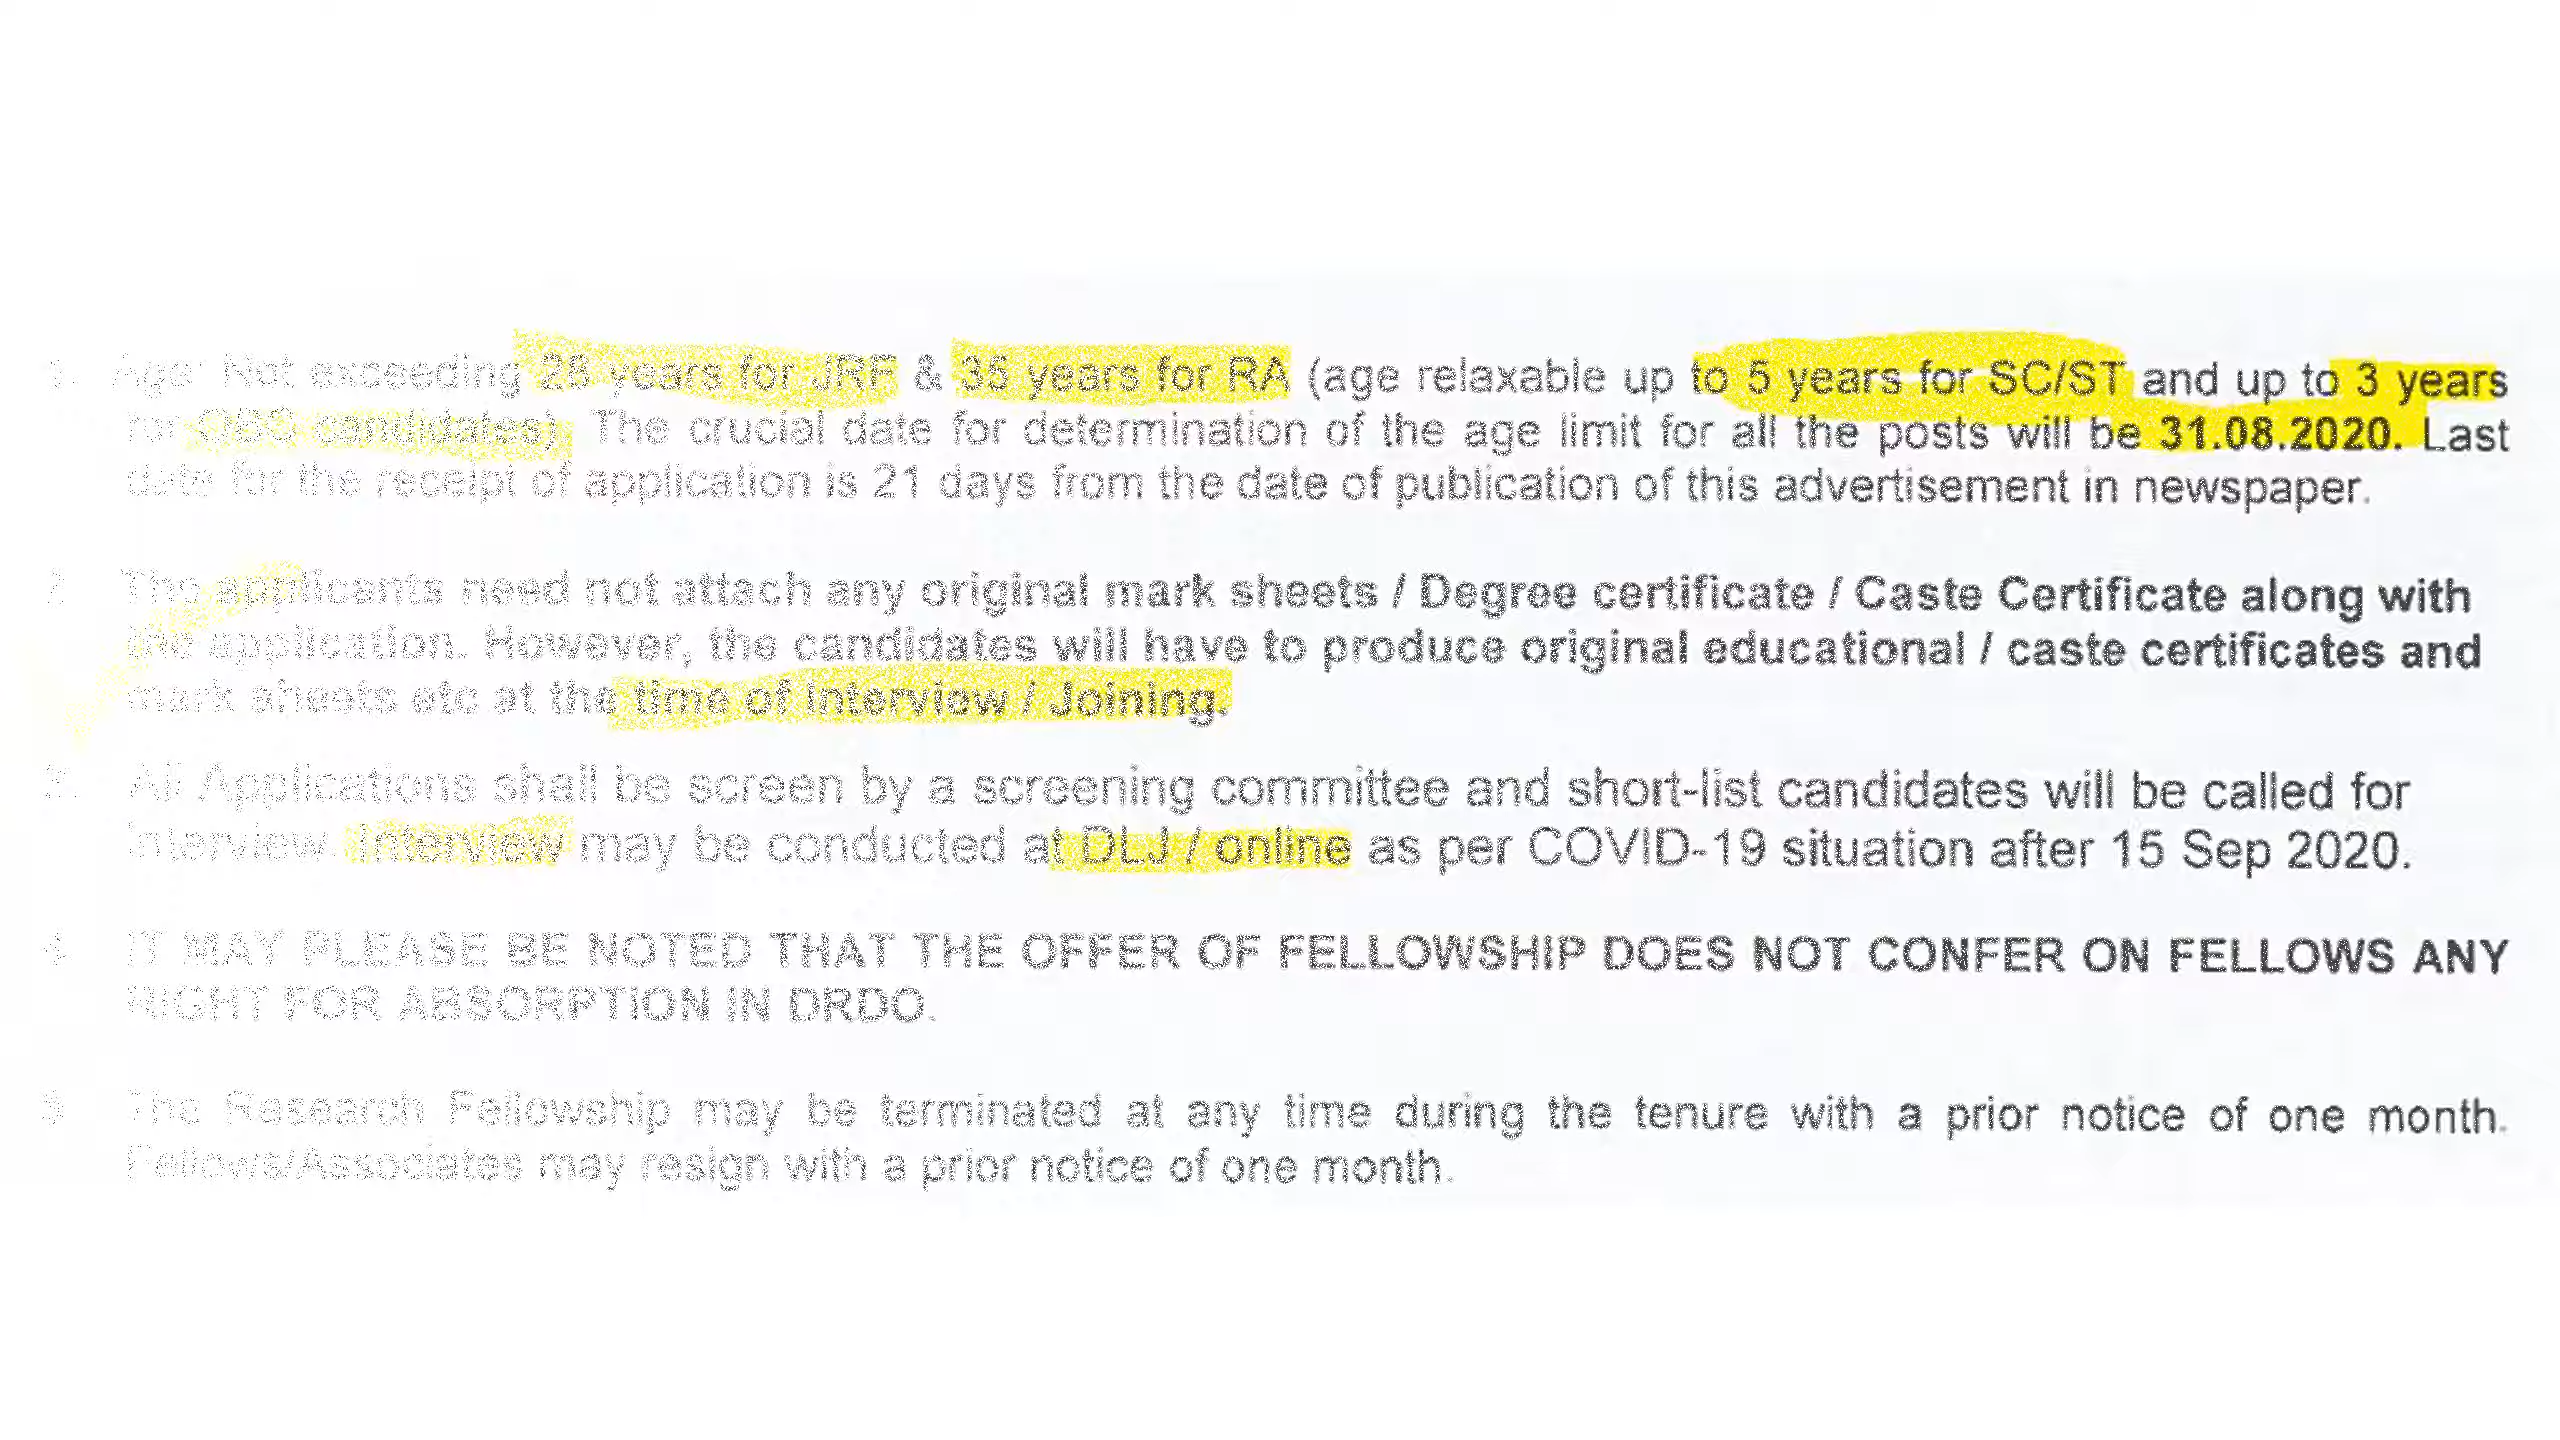 1. Age: Not exceeding 28 years for JRF & 35 years for RA (age relaxable up to 5 years for SC/ST and up to 3 years
for OBC candidates). The crucial date for determination of the age limit for all the posts will be 31.08.2020. Last
date for the receipt of application is 21 days from the date of publication of this advertisement in newspaper.
2. The applicants need not attach any original mark sheets / Degree certificate / Caste Certificate along with
the application. However, the candidates will have to produce original educational / caste certificates and
mark sheets etc at the time of Interview / Joining.
3. All Applications shall be screen by a screening committee and short-list candidates will be called for
interview. Interview may be conducted at DLJ / online as per COVID-19 situation after 15 Sep 2020.
4. IT MAY PLEASE BE NOTED THAT THE OFFER OF FELLOWSHIP DOES NOT CONFER ON FELLOWS ANY
RIGHT FOR ABSORPTION IN DRDO.
5. The Research Fellowship may be terminated at any time during the tenure with a prior notice of one month.
Fellows/Associates may resign with a prior notice of one month.